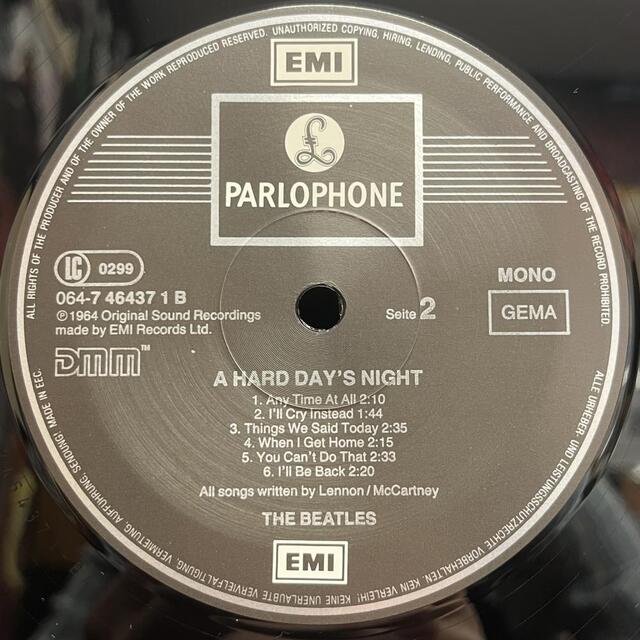 EMI
ALL RIGHTS OF THE PRODUCER AND OF THE OWNER OF THE WORK REPRODUCED RESERVED. UNAUTHORIZED COPYING, HIRING, LENDING, PUBLIC PERFORMANCE AND BROADCASTING OF THE RECORD PROHIBITED.
£
PARLOPHONE
LC 0299
064-7 46437 1 B
℗ 1964 Original Sound Recordings
made by EMI Records Ltd.
DMM™
Seite 2
MONO
GEMA
A HARD DAY'S NIGHT
1. Any Time At All 2:10
2. I'll Cry Instead 1:44
3. Things We Said Today 2:35
4. When I Get Home 2:15
5. You Can't Do That 2:33
6. I'll Be Back 2:20
All songs written by Lennon/McCartney
THE BEATLES
EMI
ALLE URHEBER- UND LEISTUNGSSCHUTZRECHTE VORBEHALTEN. KEIN VERLEIH! KEINE UNERLAUBTE VERVIELFÄLTIGUNG, VERMIETUNG, AUFFÜHRUNG, SENDUNG! MADE IN EEC.